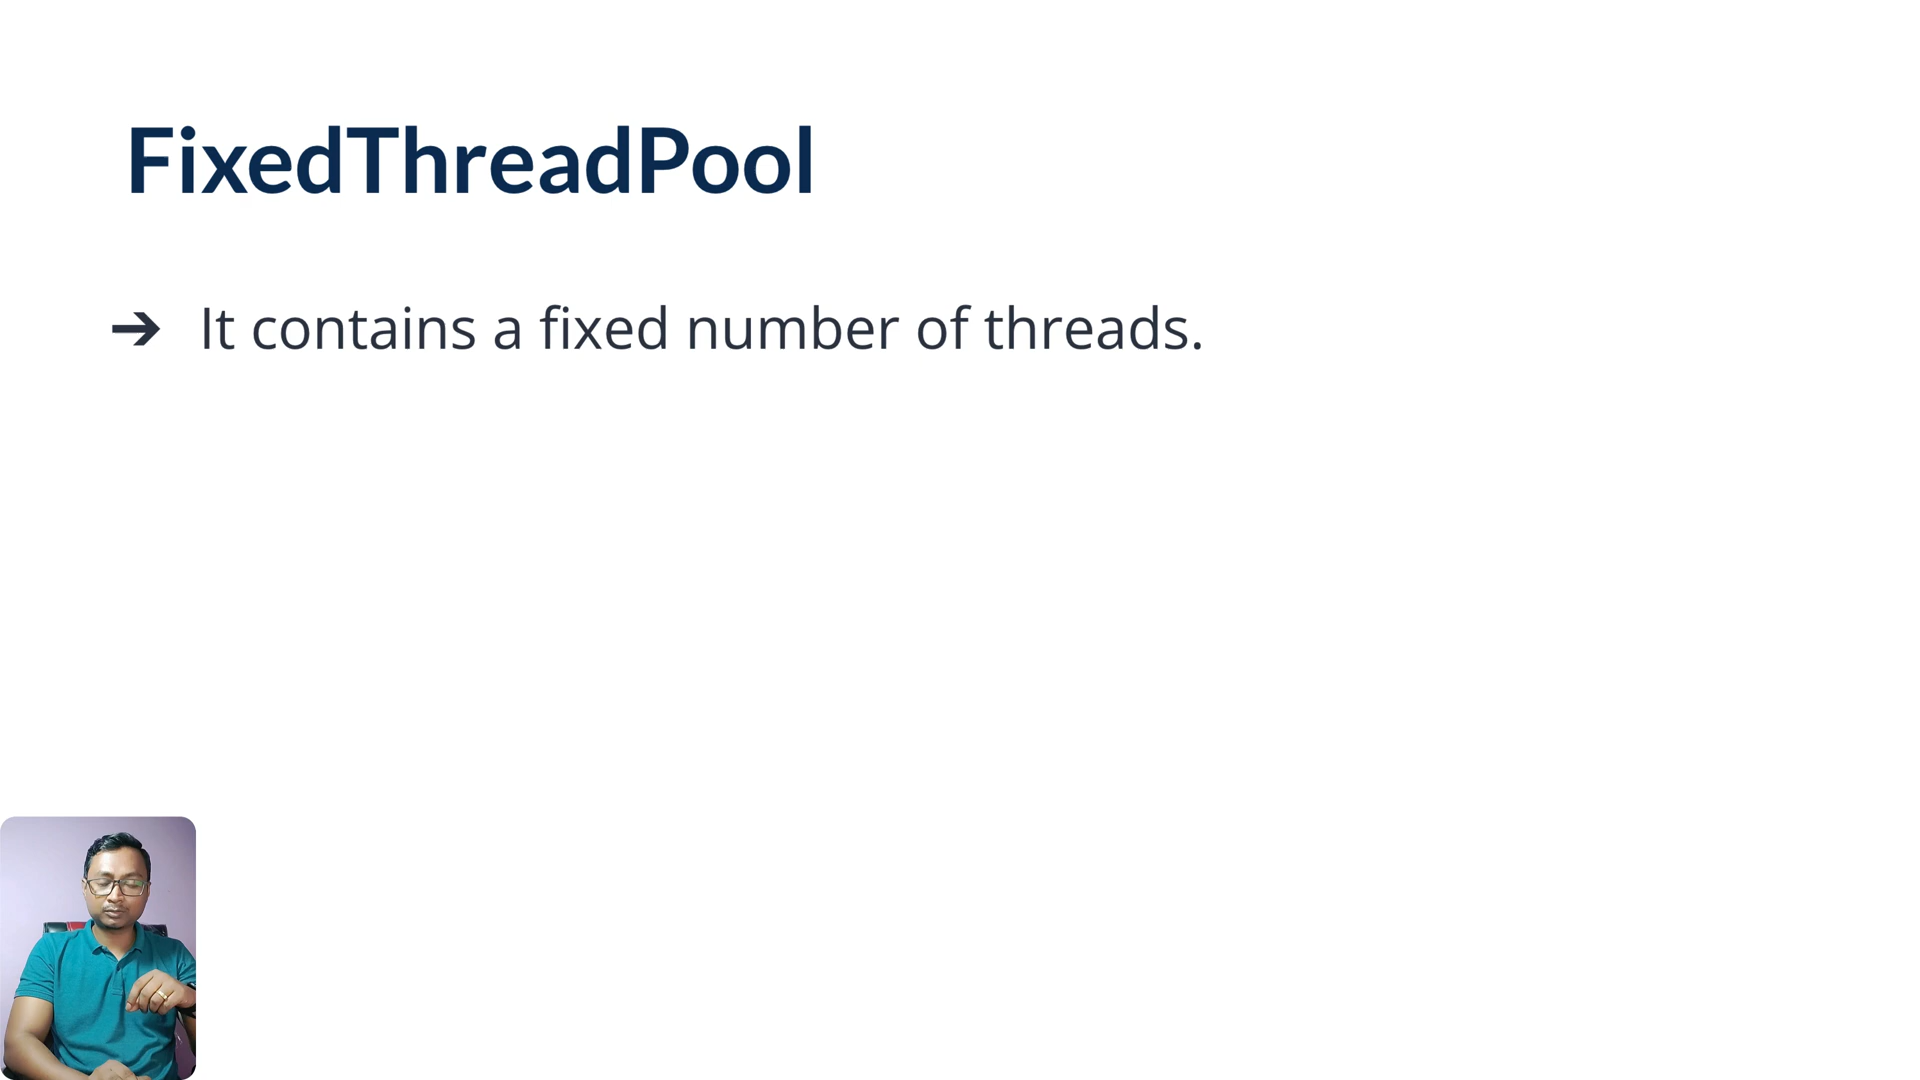 FixedThreadPool
➔ It contains a fixed number of threads.